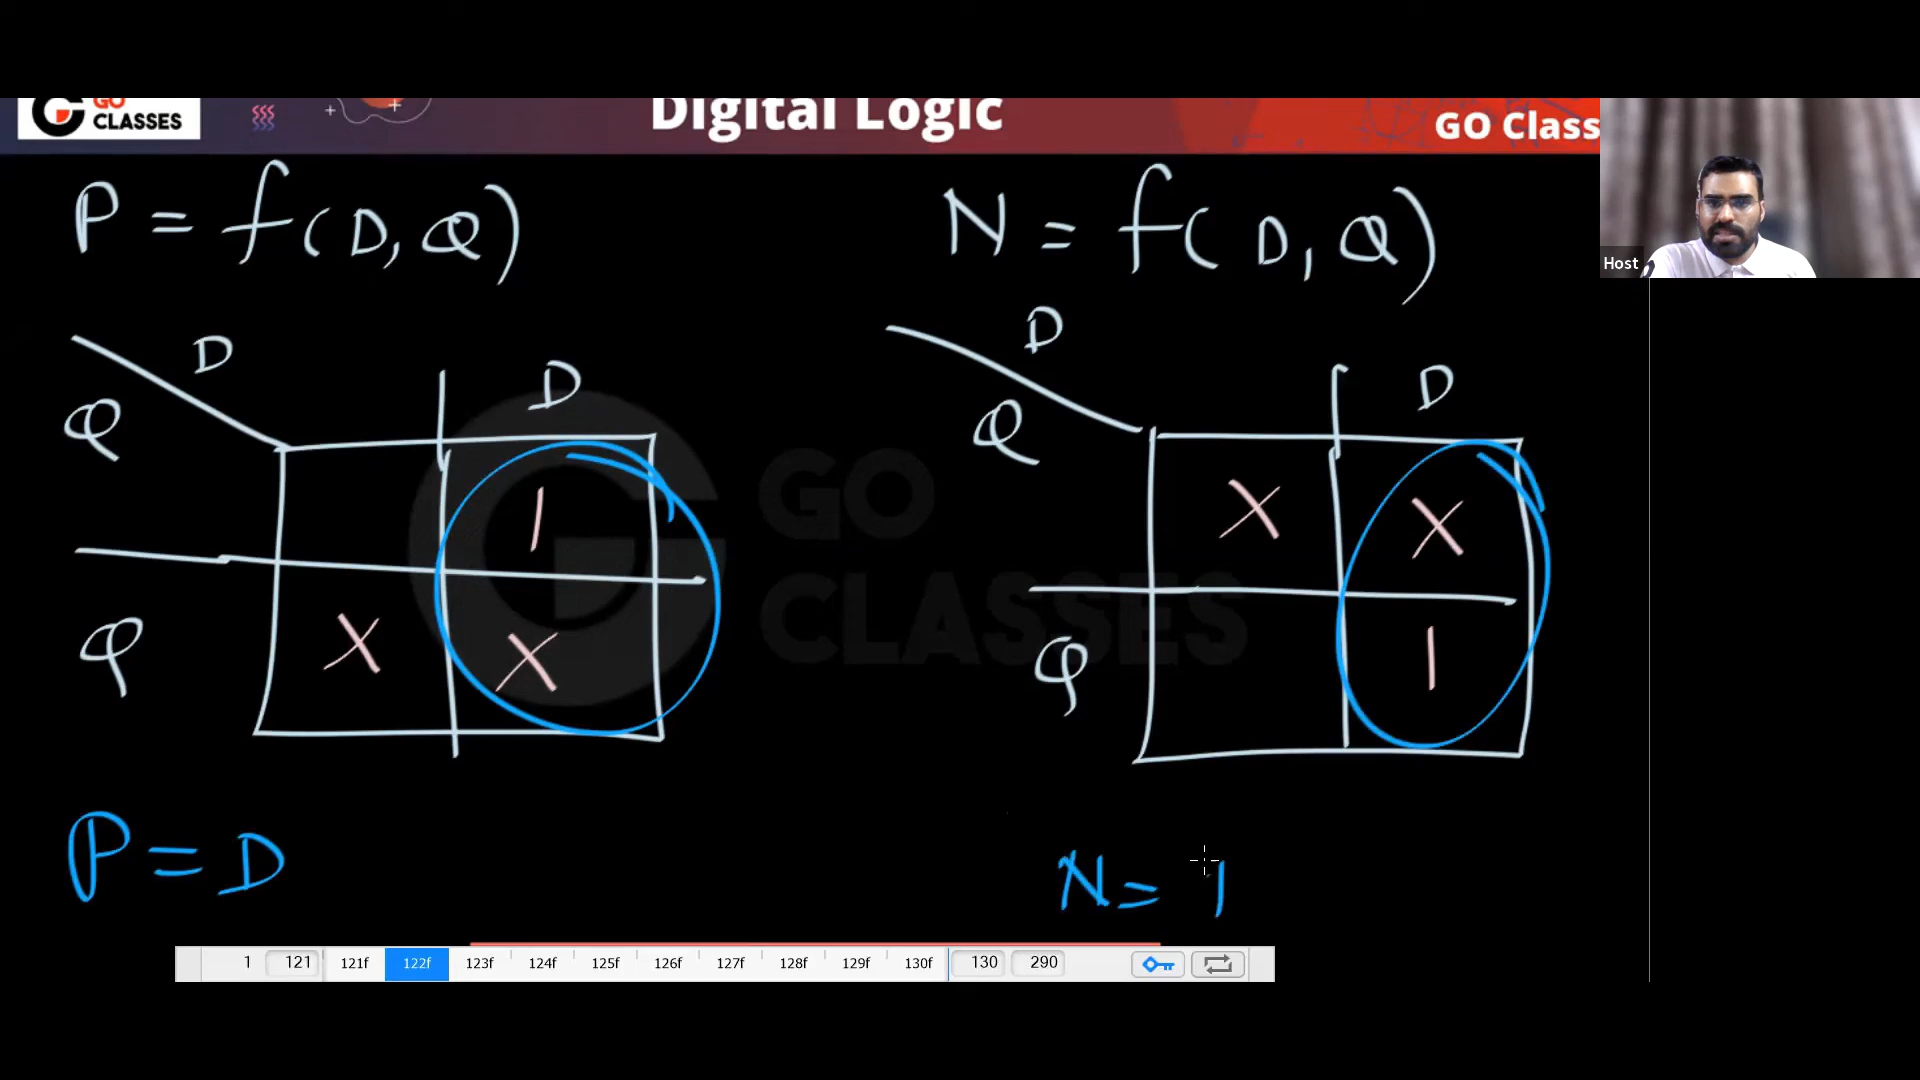 GO
CLASSES
Digital Logic
GO Class
Host
P = f(D, Q)
N = f(D, Q)
D
Q
D
1
Q
X
X
D
Q
D
X
X
Q
1
GO
CLASSES
P = D
N =
1
121
121f
122f
123f
124f
125f
126f
127f
128f
129f
130f
130
290